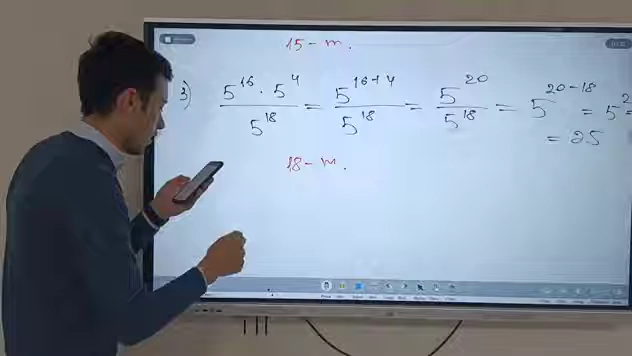 15 - m.
3) 5^16 · 5^4 / 5^18 = 5^16+4 / 5^18 = 5^20 / 5^18 = 5^20-18 = 5^2 =
= 25
18 - m.